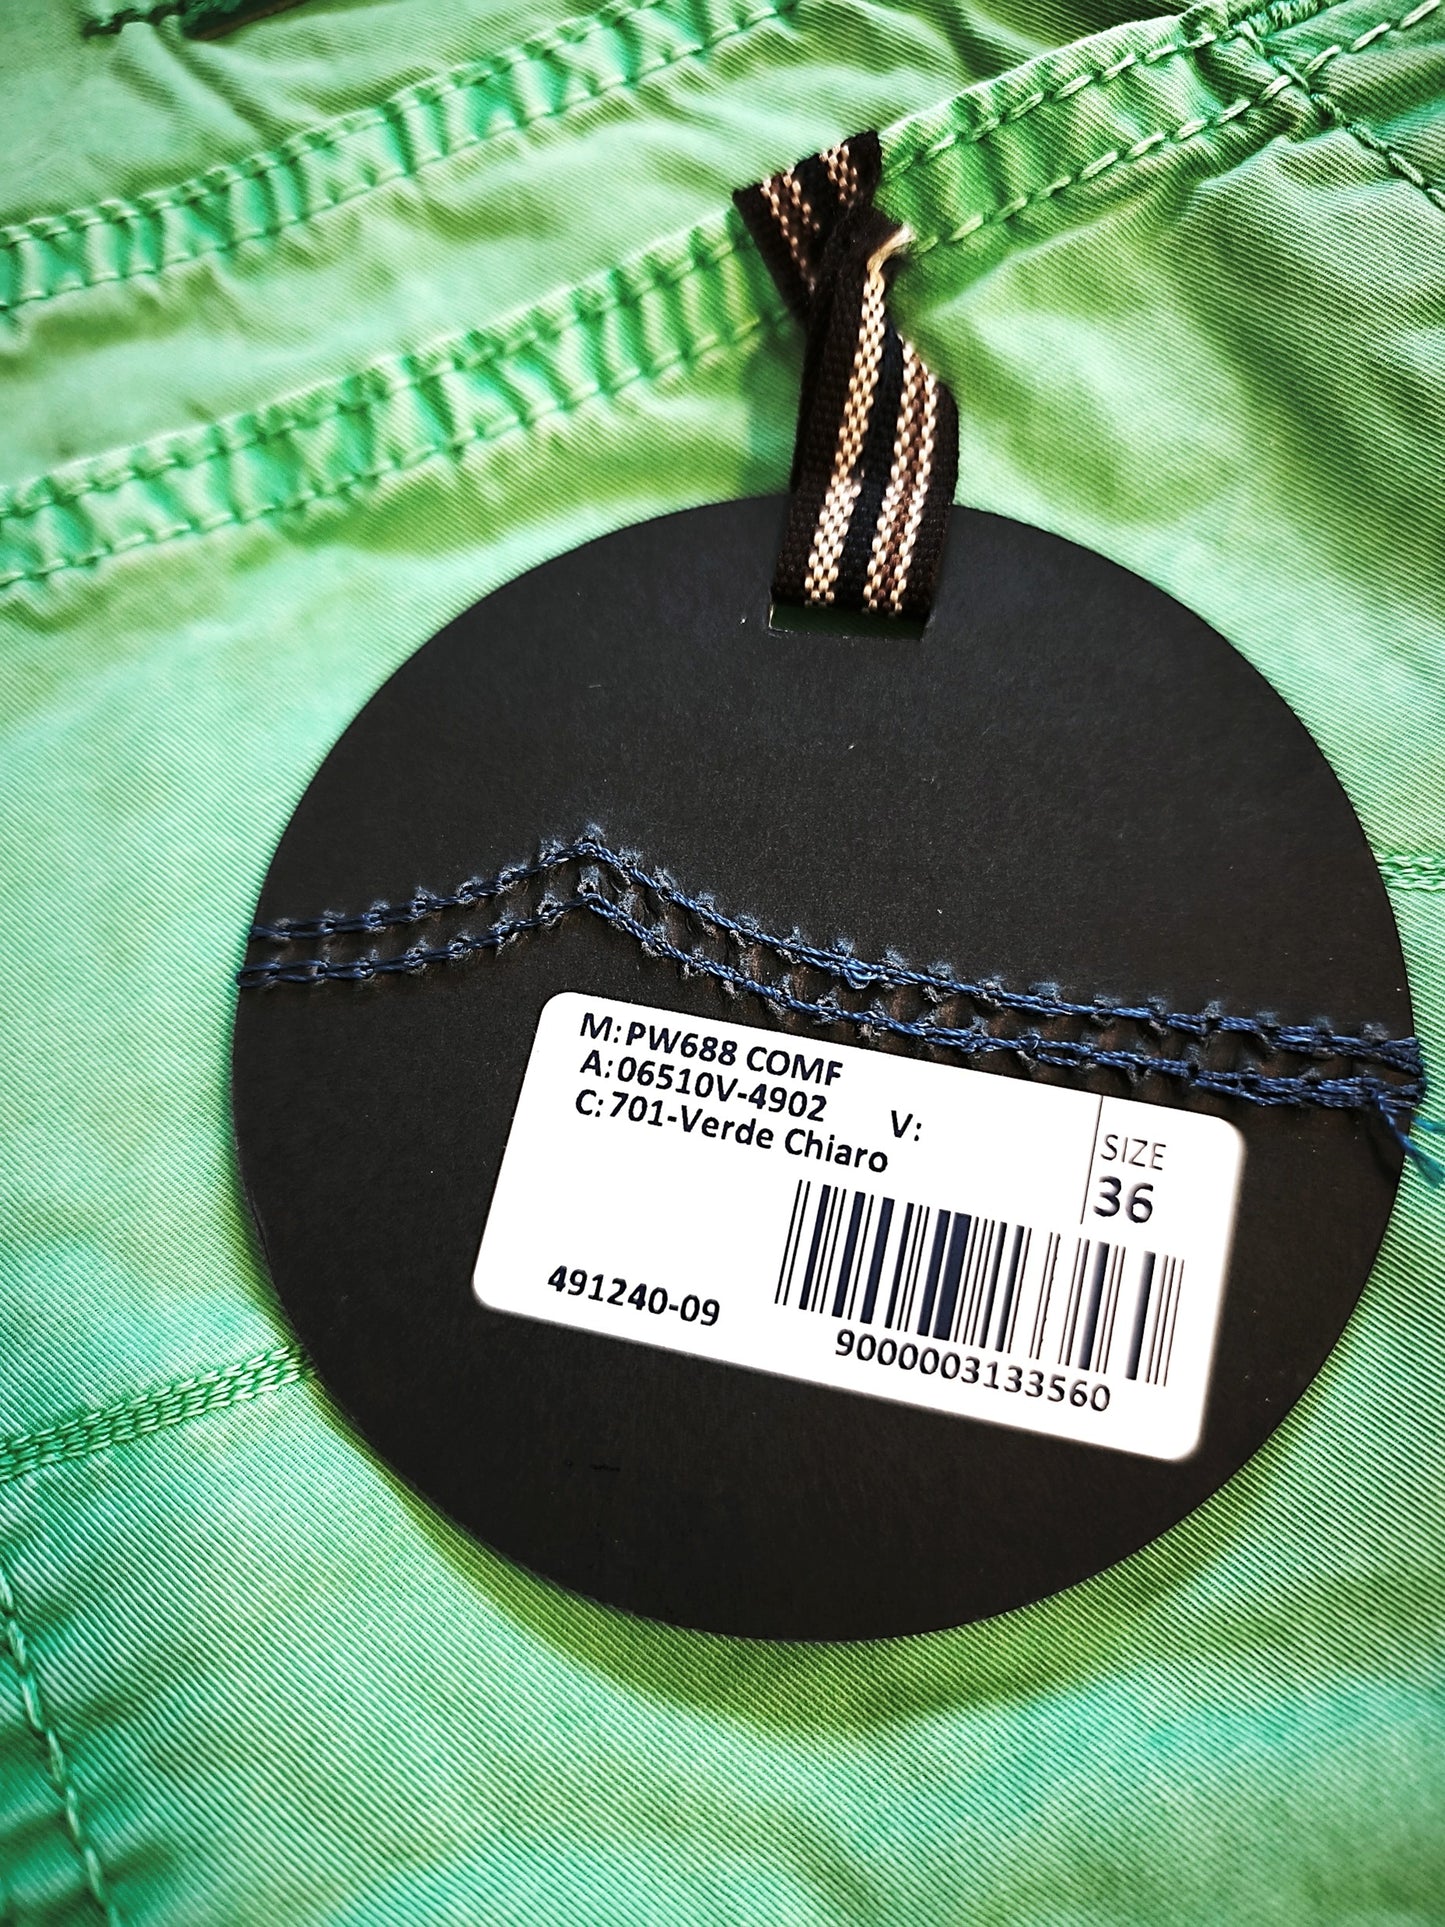 M: PW688 COMF
A: 06510V-4902 V:
C: 701-Verde Chiaro
SIZE
36
491240-09
9000003133560